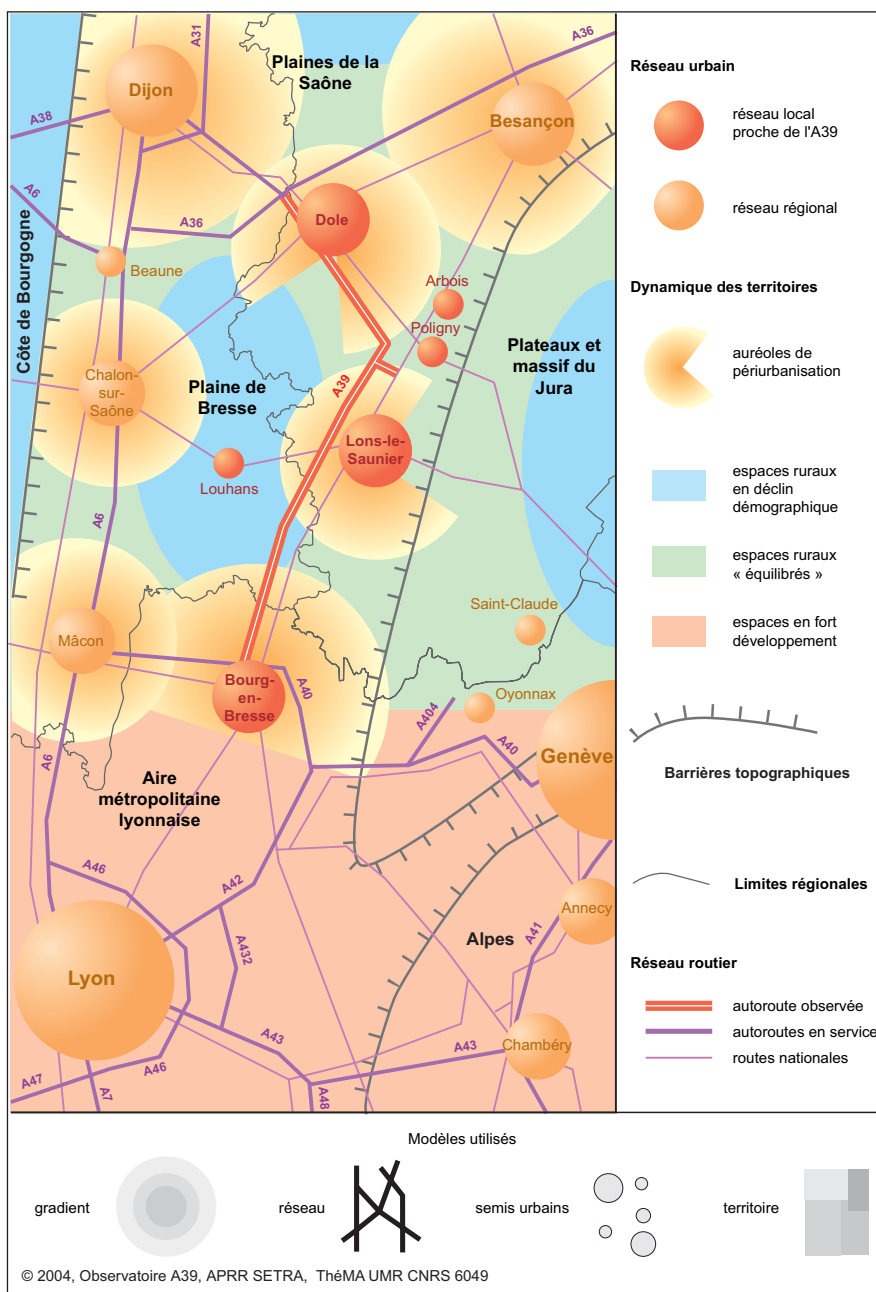 A31
A36
Plaines de la
Saône
Dijon
Besançon
A38
A6
A36
Dole
Côte de Bourgogne
Beaune
Arbois
Poligny
Plateaux et
massif du
Jura
Chalon-
sur-
Saône
Plaine de
Bresse
A39
Lons-le-
Saunier
Louhans
A6
Saint-Claude
Mâcon
Bourg-
en-
Bresse
A40
Oyonnax
A404
A40
Genève
A6
Aire
métropolitaine
lyonnaise
A46
A42
Annecy
A432
Alpes
A41
Lyon
A43
A43
Chambéry
A47
A46
A7
A48
Réseau urbain
réseau local
proche de l'A39
réseau régional
Dynamique des territoires
auréoles de
périurbanisation
espaces ruraux
en déclin
démographique
espaces ruraux
« équilibrés »
espaces en fort
développement
Barrières topographiques
Limites régionales
Réseau routier
autoroute observée
autoroutes en service
routes nationales
Modèles utilisés
gradient
réseau
semis urbains
territoire
© 2004, Observatoire A39, APRR SETRA, ThéMA UMR CNRS 6049